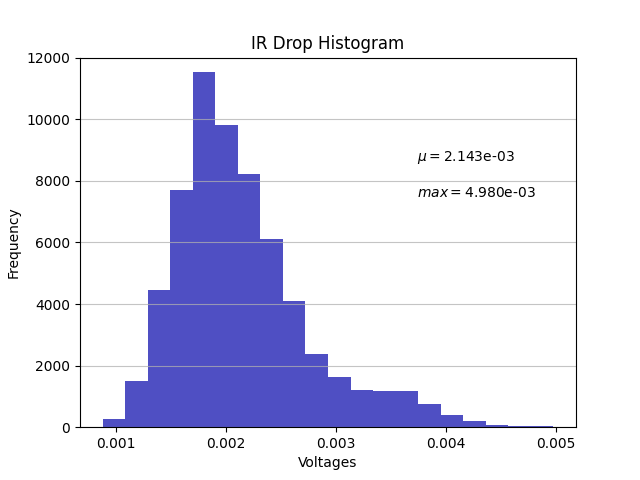 IR Drop Histogram
12000
10000
8000
6000
4000
2000
0
Frequency
μ = 2.143e-03
max = 4.980e-03
0.001 0.002 0.003 0.004 0.005
Voltages